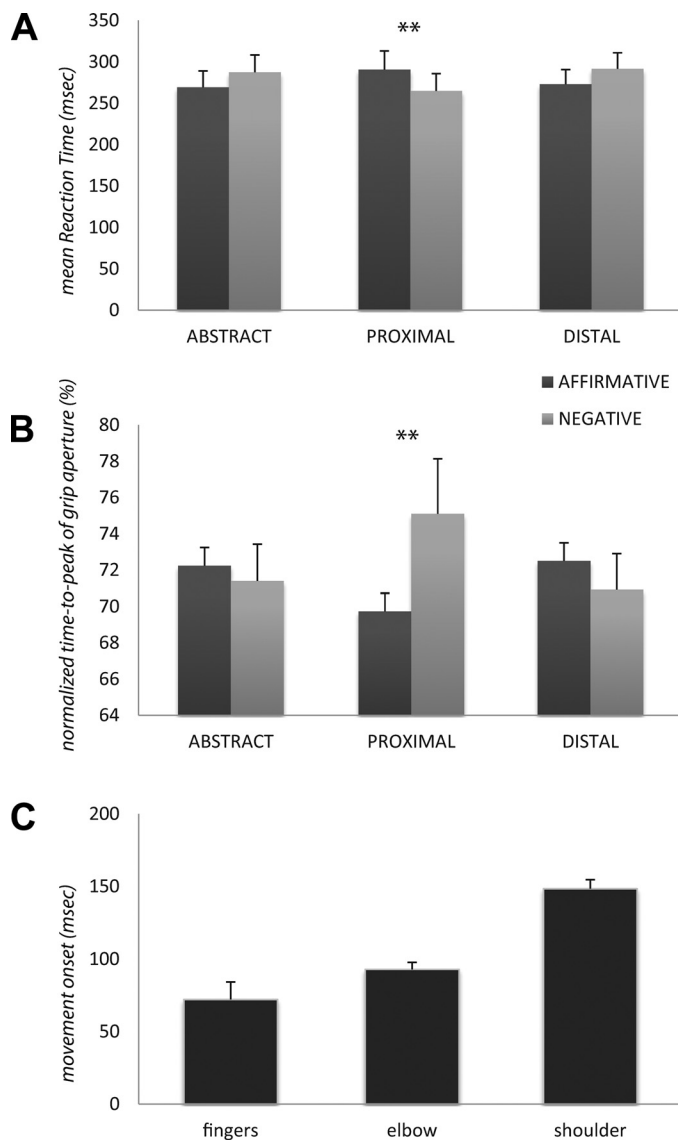 A
mean Reaction Time (msec)
350
300
250
200
150
100
50
0
**
ABSTRACT PROXIMAL DISTAL
AFFIRMATIVE
NEGATIVE
B
normalized time-to-peak of grip aperture (%)
80
78
76
74
72
70
68
66
64
**
ABSTRACT PROXIMAL DISTAL
C
movement onset (msec)
200
150
100
50
0
fingers elbow shoulder